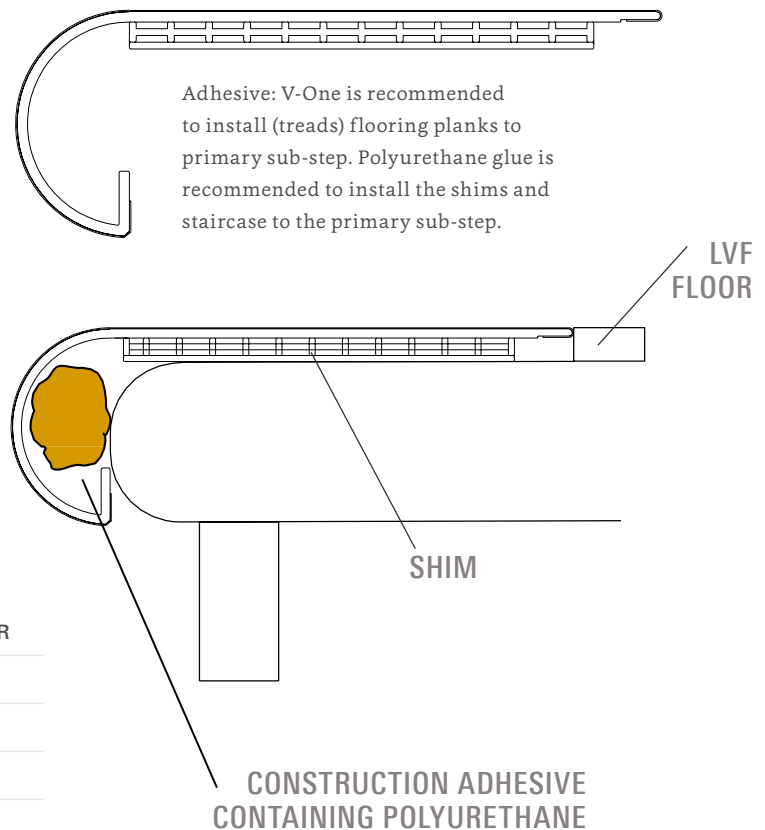 Adhesive: V-One is recommended
to install (treads) flooring planks to
primary sub-step. Polyurethane glue is
recommended to install the shims and
staircase to the primary sub-step.
LVF
FLOOR
SHIM
R
CONSTRUCTION ADHESIVE
CONTAINING POLYURETHANE